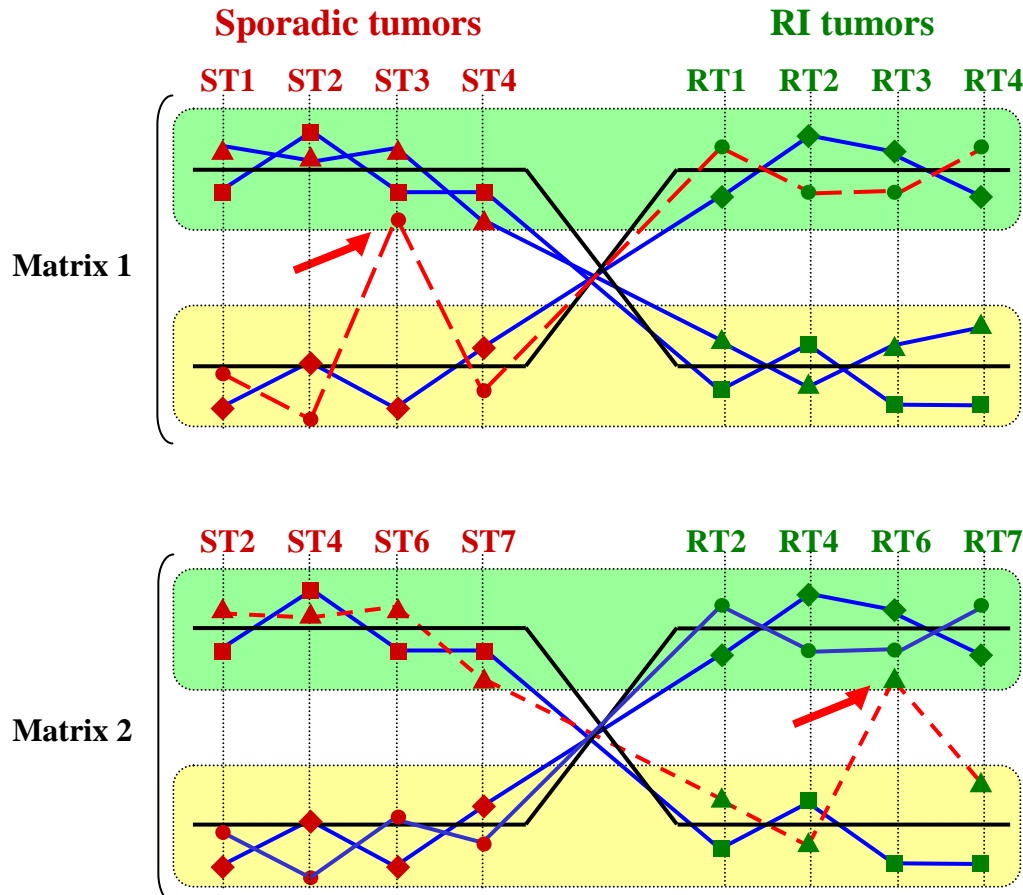 Sporadic tumors RI tumors
ST1 ST2 ST3 ST4 RT1 RT2 RT3 RT4
Matrix 1
ST2 ST4 ST6 ST7 RT2 RT4 RT6 RT7
Matrix 2